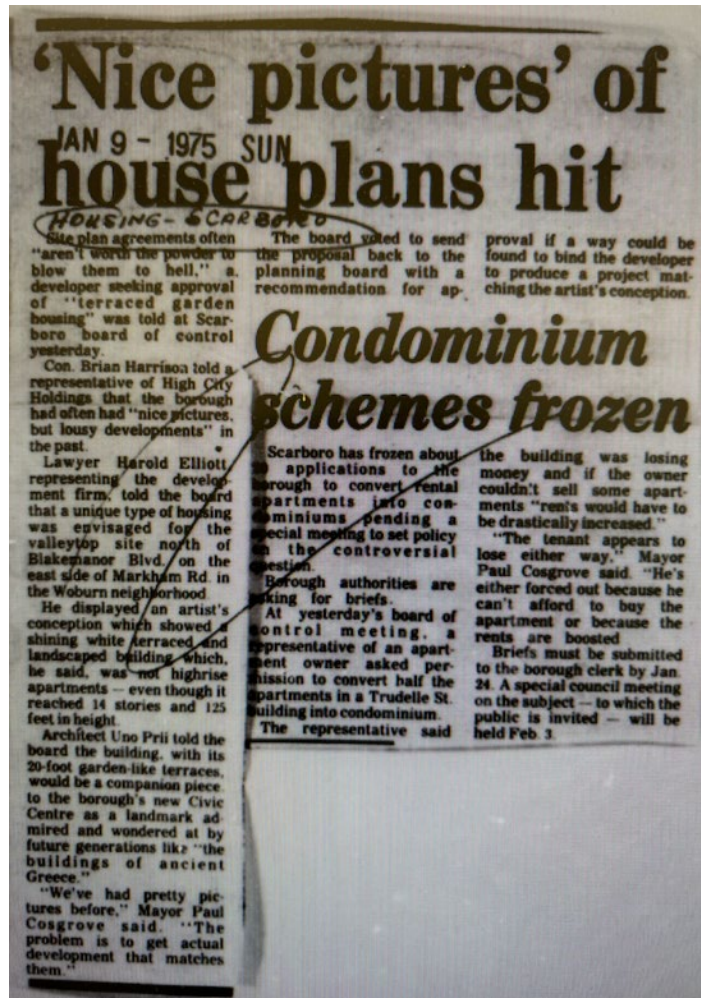 'Nice pictures' of
house plans hit
JAN 9 - 1975 SUN
HOUSING - SCARBORO
Site plan agreements often
"aren't worth the powder to
blow them to hell," a
developer seeking approval
of "terraced garden
housing" was told at Scar-
boro board of control
yesterday.
Con. Brian Harrison told a
representative of High City
Holdings that the borough
had often had "nice pictures,
but lousy developments" in
the past.
Lawyer Harold Elliott
representing the develop-
ment firm, told the board
that a unique type of housing
was envisaged for the
valleytop site north of
Blakemanor Blvd. on the
east side of Markham Rd. in
the Woburn neighborhood.
He displayed an artist's
conception which showed a
shining white terraced and
landscaped building which,
he said, was not highrise
apartments — even though it
reached 14 stories and 125
feet in height.
Architect Uno Prii told the
board the building, with its
20-foot garden-like terraces,
would be a companion piece
to the borough's new Civic
Centre as a landmark ad-
mired and wondered at by
future generations like "the
buildings of ancient
Greece."
"We've had pretty pic-
tures before," Mayor Paul
Cosgrove said. "The
problem is to get actual
development that matches
them."
The board voted to send
the proposal back to the
planning board with a
recommendation for ap-
proval if a way could be
found to bind the developer
to produce a project mat-
ching the artist's conception.
Condominium
schemes frozen
Scarboro has frozen about
applications to the
borough to convert rental
apartments into con-
dominiums pending a
special meeting to set policy
on the controversial
question.
Borough authorities are
asking for briefs.
At yesterday's board of
control meeting, a
representative of an apart-
ment owner asked per-
mission to convert half the
apartments in a Trudelle St.
building into condominium.
The representative said
the building was losing
money and if the owner
couldn't sell some apart-
ments "rents would have to
be drastically increased."
"The tenant appears to
lose either way," Mayor
Paul Cosgrove said. "He's
either forced out because he
can't afford to buy the
apartment or because the
rents are boosted
Briefs must be submitted
to the borough clerk by Jan.
24. A special council meeting
on the subject — to which the
public is invited — will be
held Feb. 3.